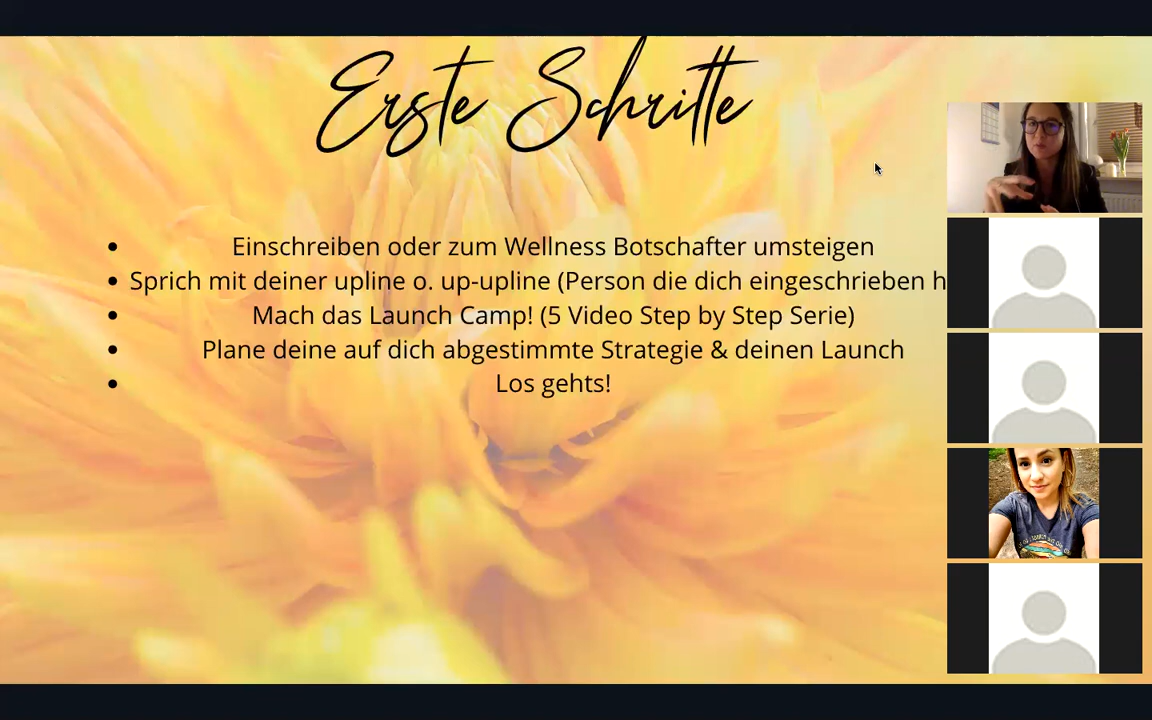 Erste Schritte
• Einschreiben oder zum Wellness Botschafter umsteigen
• Sprich mit deiner upline o. up-upline (Person die dich eingeschrieben h
• Mach das Launch Camp! (5 Video Step by Step Serie)
• Plane deine auf dich abgestimmte Strategie & deinen Launch
• Los gehts!